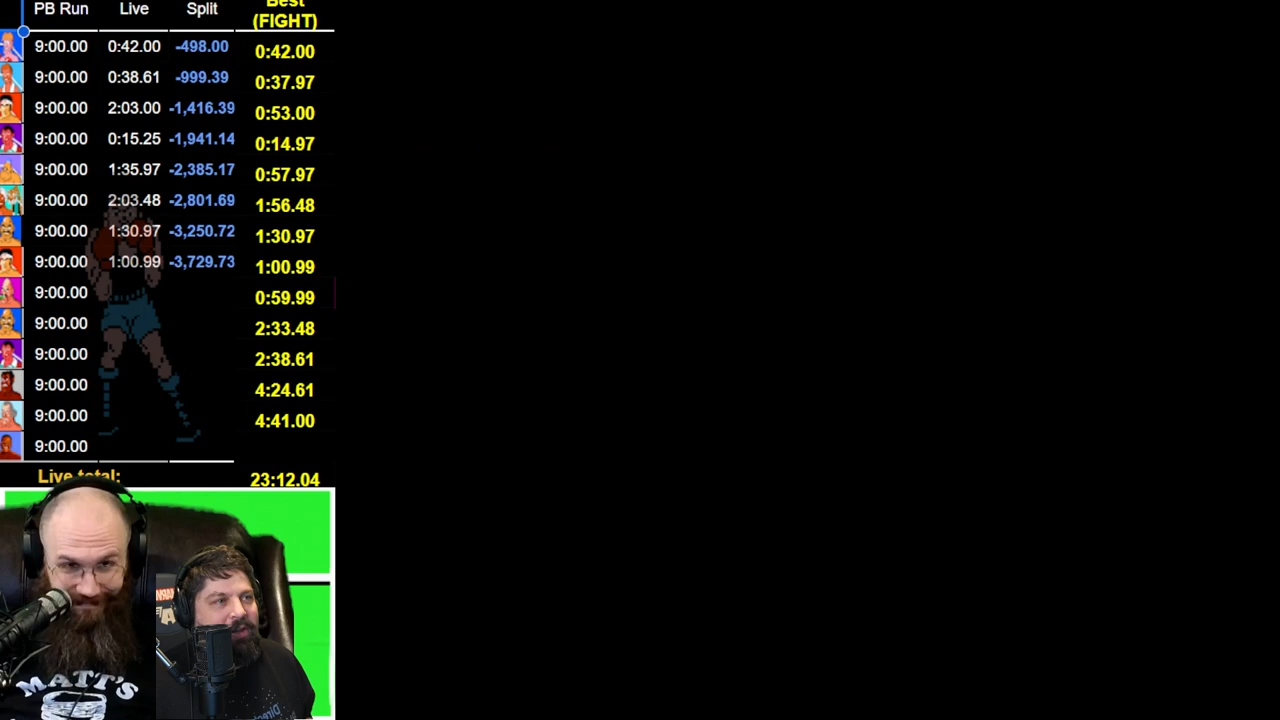 PB Run Live Split Best
(FIGHT)
9:00.00 0:42.00 -498.00 0:42.00
9:00.00 0:38.61 -999.39 0:37.97
9:00.00 2:03.00 -1,416.39 0:53.00
9:00.00 0:15.25 -1,941.14 0:14.97
9:00.00 1:35.97 -2,385.17 0:57.97
9:00.00 2:03.48 -2,801.69 1:56.48
9:00.00 1:30.97 -3,250.72 1:30.97
9:00.00 1:00.99 -3,729.73 1:00.99
9:00.00 0:59.99
9:00.00 2:33.48
9:00.00 2:38.61
9:00.00 4:24.61
9:00.00 4:41.00
9:00.00
Live total: 23:12.04
MATT'S